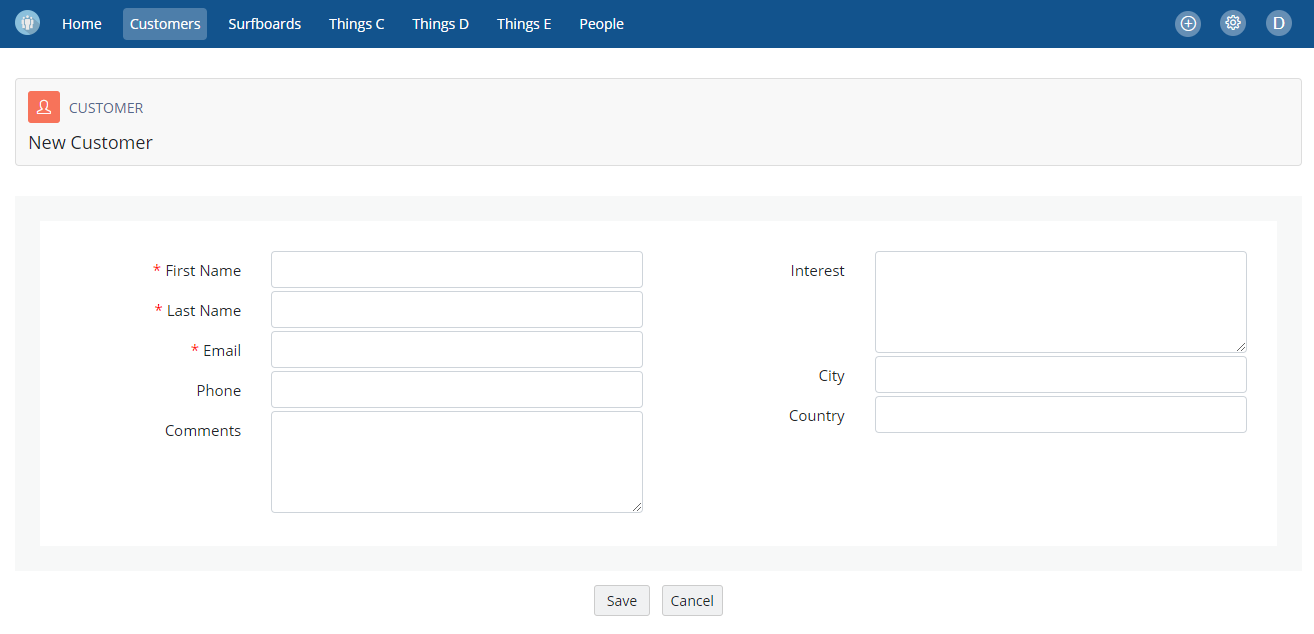 Home Customers Surfboards Things C Things D Things E People D
CUSTOMER
New Customer
* First Name
* Last Name
* Email
Phone
Comments
Interest
City
Country
Save Cancel